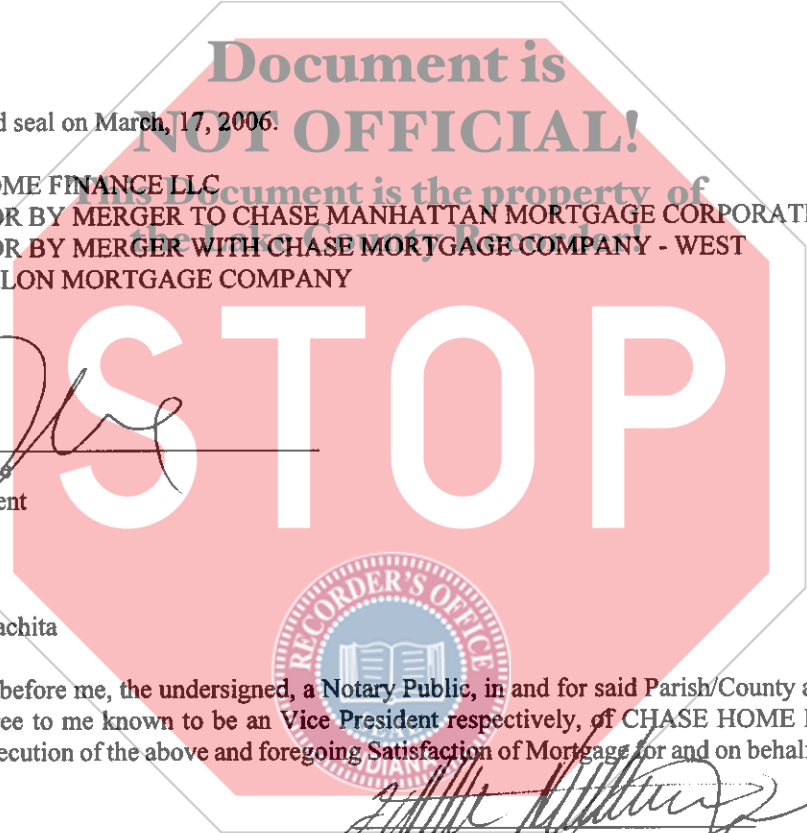 Document is
d seal on March, 17, 2006.
NOT OFFICIAL!
OME FINANCE LLC
This Document is the property of
OR BY MERGER TO CHASE MANHATTAN MORTGAGE CORPORATI
the Lake County Recorder!
OR BY MERGER WITH CHASE MORTGAGE COMPANY - WEST
LON MORTGAGE COMPANY
STOP
ent
RECORDER'S OFFICE
achita
before me, the undersigned, a Notary Public, in and for said Parish/County a
ree to me known to be an Vice President respectively, of CHASE HOME
ecution of the above and foregoing Satisfaction of Mortgage for and on behal